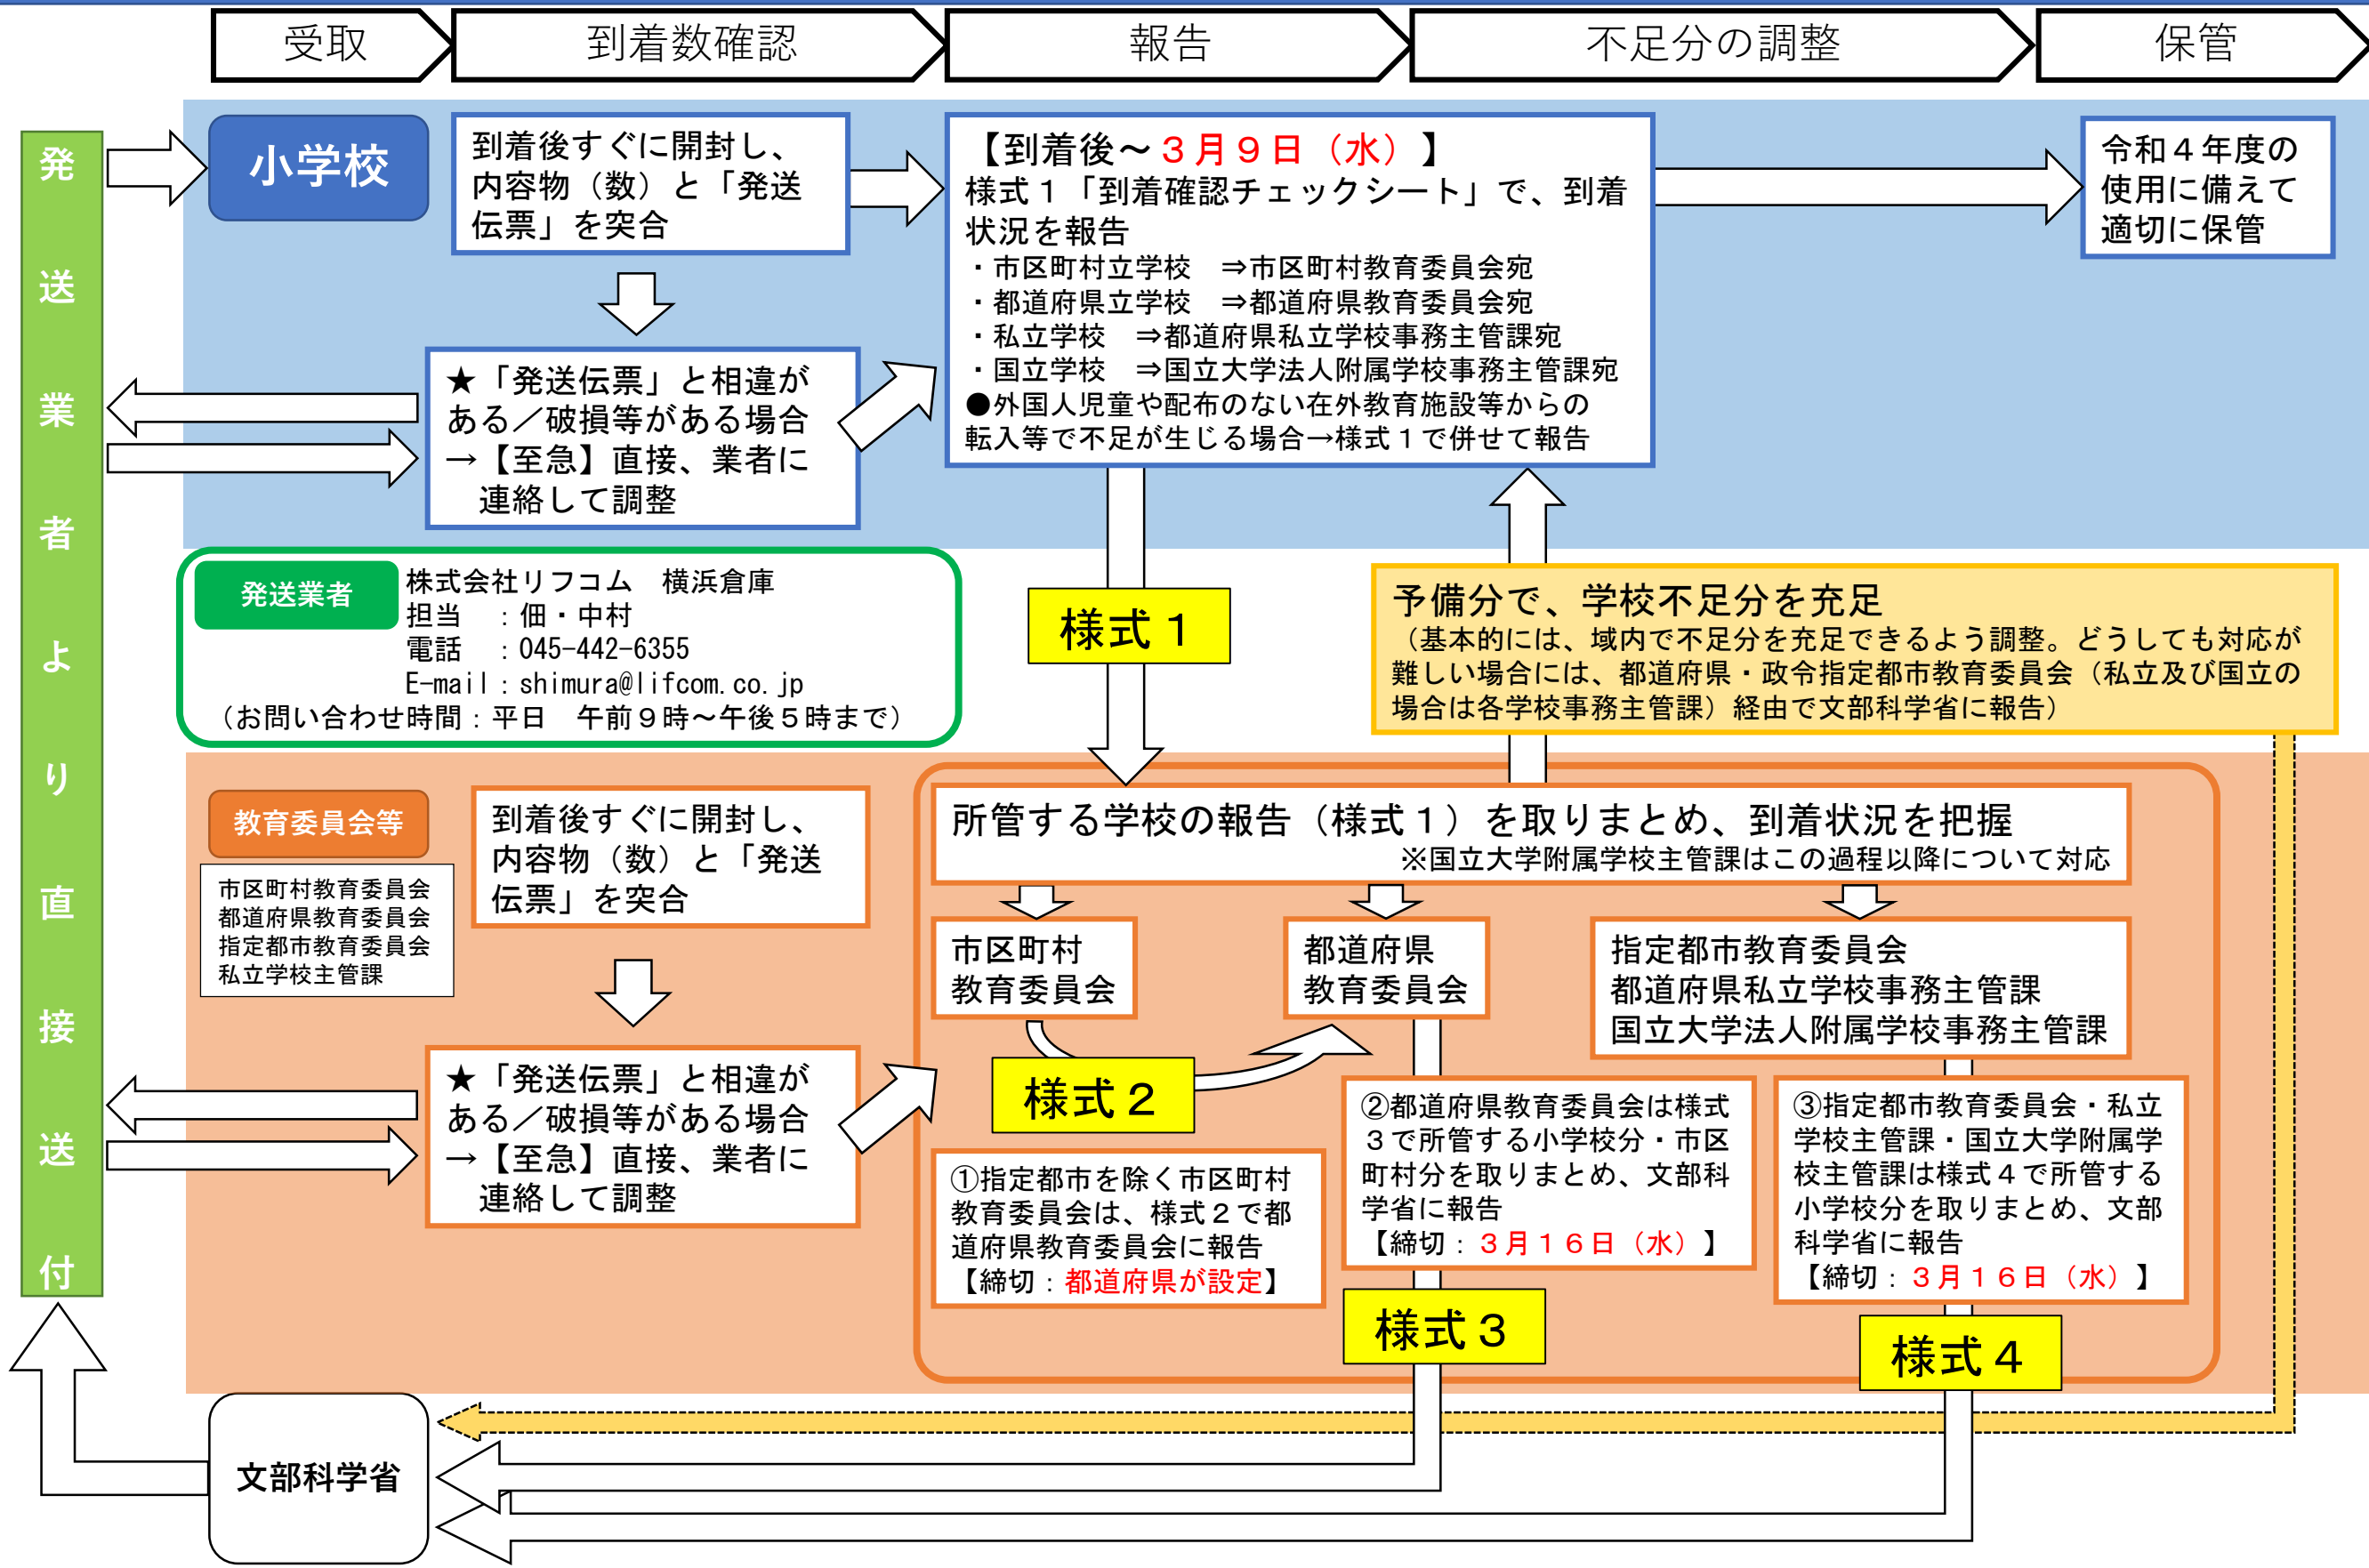 受取
到着数確認
報告
不足分の調整
保管
発送業者より直接送付
小学校
到着後すぐに開封し、
内容物（数）と「発送
伝票」を突合
★「発送伝票」と相違が
ある／破損等がある場合
→【至急】直接、業者に
連絡して調整
【到着後～３月９日（水）】
様式１「到着確認チェックシート」で、到着
状況を報告
・市区町村立学校　⇒市区町村教育委員会宛
・都道府県立学校　⇒都道府県教育委員会宛
・私立学校　⇒都道府県私立学校事務主管課宛
・国立学校　⇒国立大学法人附属学校事務主管課宛
●外国人児童や配布のない在外教育施設等からの
転入等で不足が生じる場合→様式１で併せて報告
令和４年度の
使用に備えて
適切に保管
発送業者
株式会社リフコム　横浜倉庫
担当　：佃・中村
電話　：045-442-6355
E-mail：shimura@lifcom.co.jp
（お問い合わせ時間：平日　午前９時～午後５時まで）
様式１
予備分で、学校不足分を充足
（基本的には、域内で不足分を充足できるよう調整。どうしても対応が
難しい場合には、都道府県・政令指定都市教育委員会（私立及び国立の
場合は各学校事務主管課）経由で文部科学省に報告）
教育委員会等
市区町村教育委員会
都道府県教育委員会
指定都市教育委員会
私立学校主管課
到着後すぐに開封し、
内容物（数）と「発送
伝票」を突合
★「発送伝票」と相違が
ある／破損等がある場合
→【至急】直接、業者に
連絡して調整
所管する学校の報告（様式１）を取りまとめ、到着状況を把握
※国立大学附属学校主管課はこの過程以降について対応
市区町村
教育委員会
都道府県
教育委員会
指定都市教育委員会
都道府県私立学校事務主管課
国立大学法人附属学校事務主管課
様式２
①指定都市を除く市区町村
教育委員会は、様式２で都
道府県教育委員会に報告
【締切：都道府県が設定】
②都道府県教育委員会は様式
３で所管する小学校分・市区
町村分を取りまとめ、文部科
学省に報告
【締切：３月１６日（水）】
③指定都市教育委員会・私立
学校主管課・国立大学附属学
校主管課は様式４で所管する
小学校分を取りまとめ、文部
科学省に報告
【締切：３月１６日（水）】
様式３
様式４
文部科学省